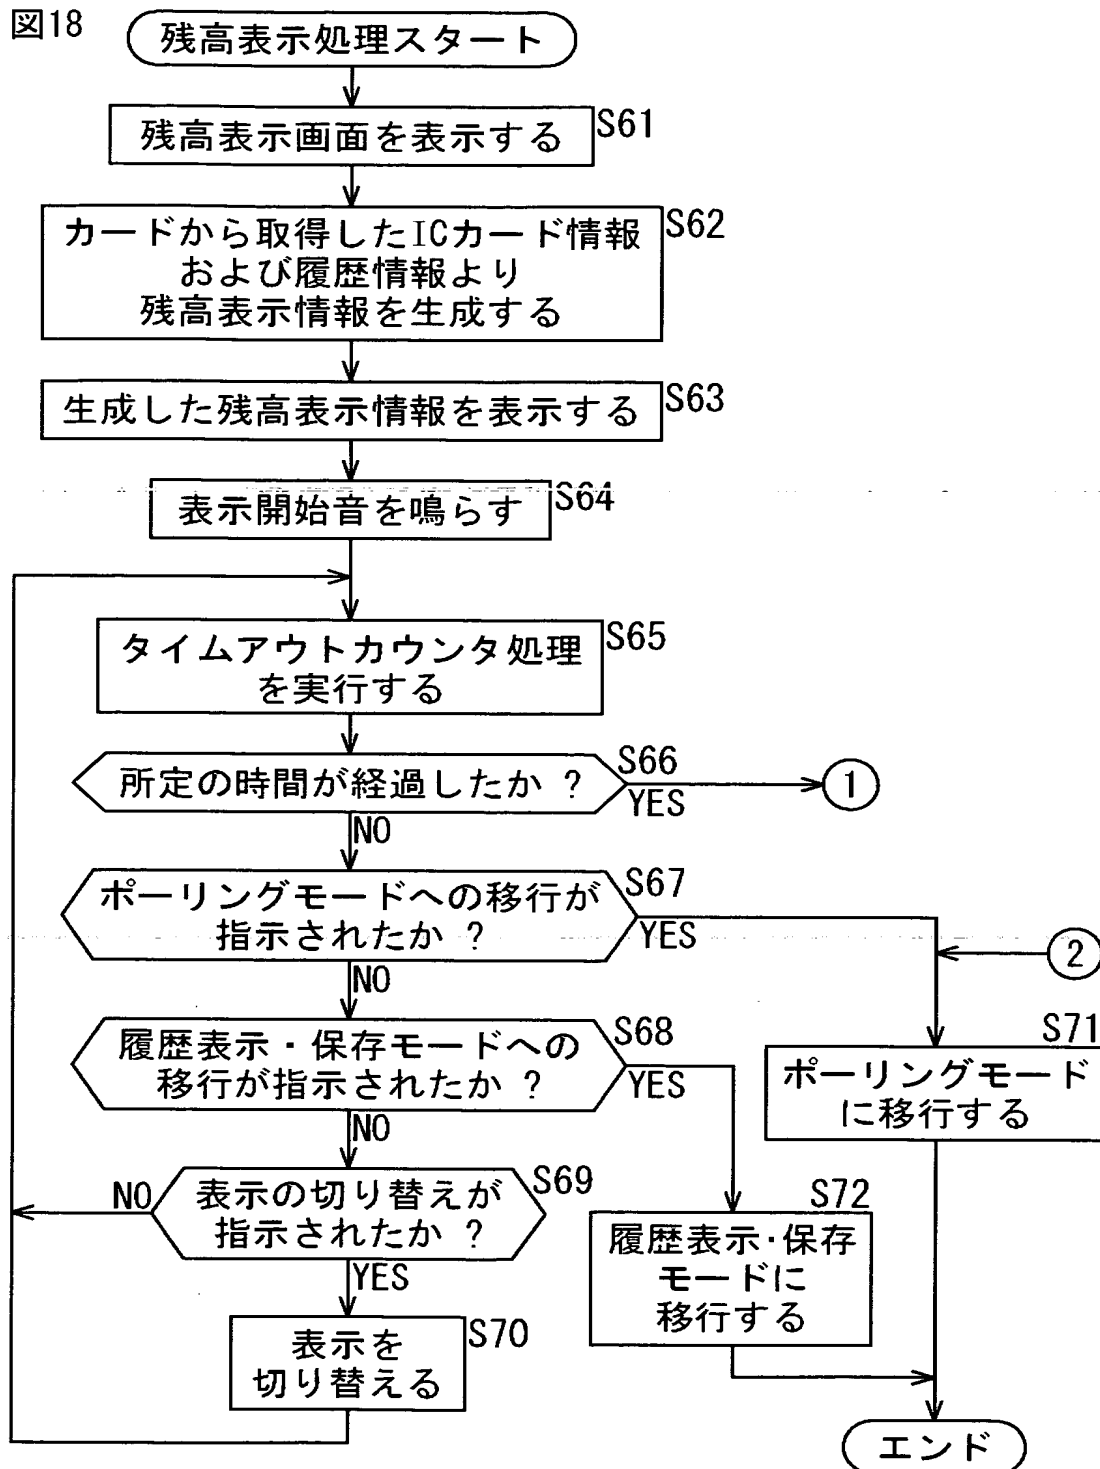 図18
残高表示処理スタート
残高表示画面を表示する
S61
カードから取得したICカード情報
および履歴情報より
残高表示情報を生成する
S62
生成した残高表示情報を表示する
S63
表示開始音を鳴らす
S64
タイムアウトカウンタ処理
を実行する
S65
所定の時間が経過したか ?
S66
YES
1
NO
ポーリングモードへの移行が
指示されたか ?
S67
YES
2
NO
履歴表示・保存モードへの
移行が指示されたか ?
S68
YES
S71
ポーリングモード
に移行する
NO
表示の切り替えが
指示されたか ?
S69
NO
YES
S72
履歴表示・保存
モードに
移行する
表示を
切り替える
S70
エンド